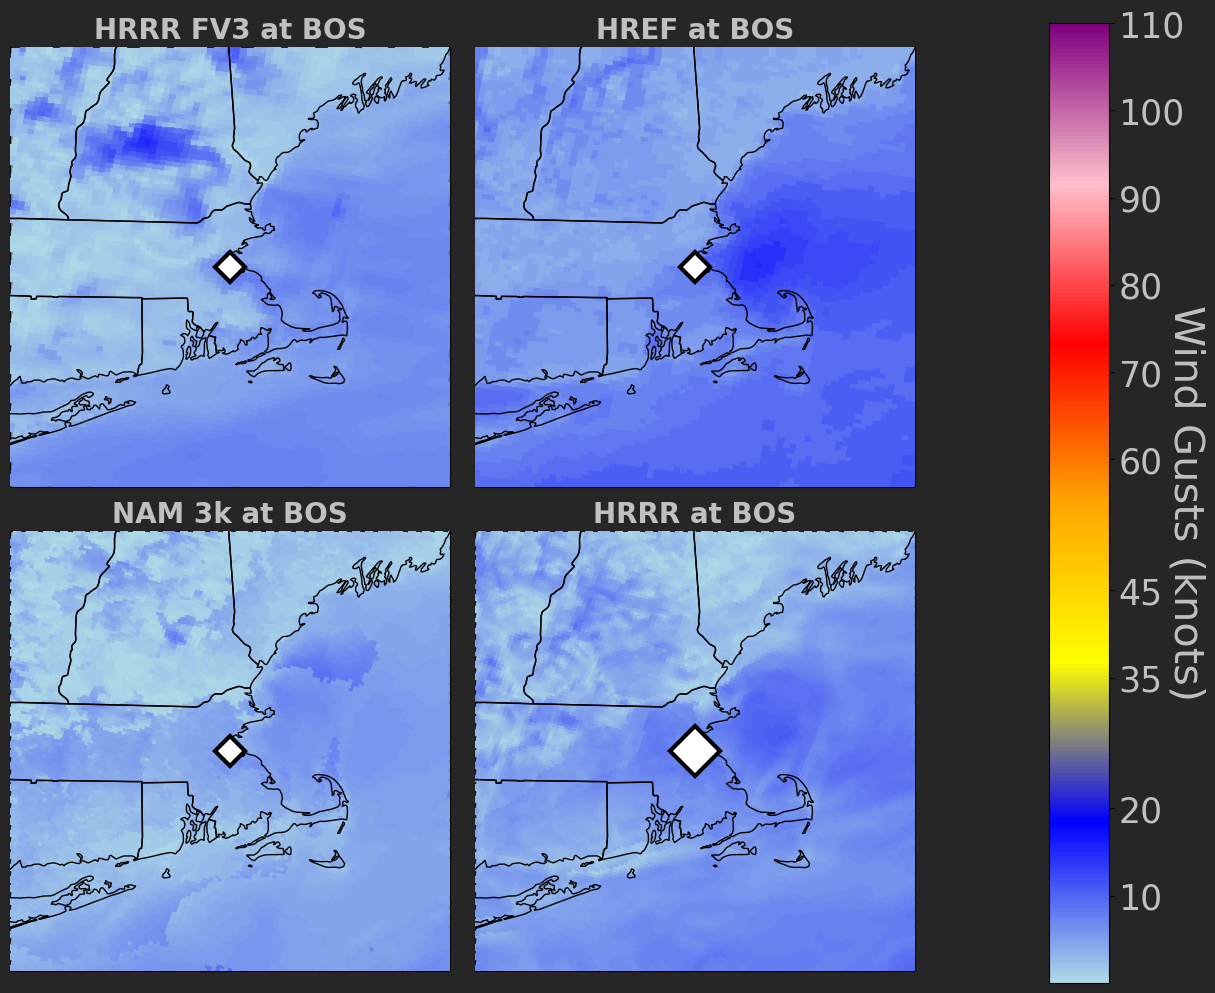 HRRR FV3 at BOS
HREF at BOS
NAM 3k at BOS
HRRR at BOS
110
100
90
80
70
60
45
35
20
10
Wind Gusts (knots)